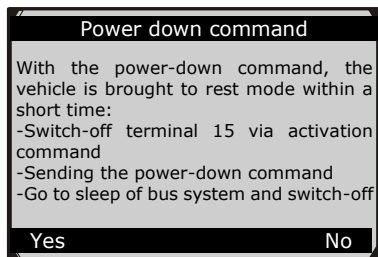 Power down command
With the power-down command, the
vehicle is brought to rest mode within a
short time:
-Switch-off terminal 15 via activation
command
-Sending the power-down command
-Go to sleep of bus system and switch-off
Yes No